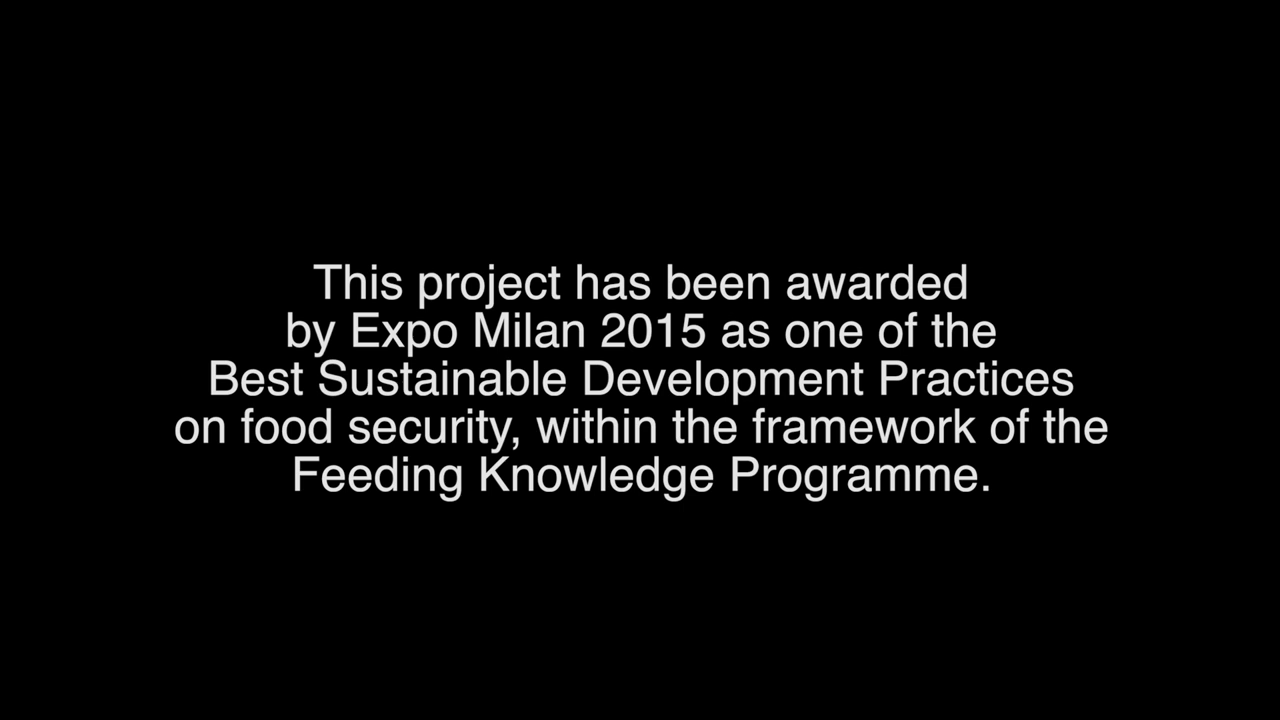 This project has been awarded
by Expo Milan 2015 as one of the
Best Sustainable Development Practices
on food security, within the framework of the
Feeding Knowledge Programme.